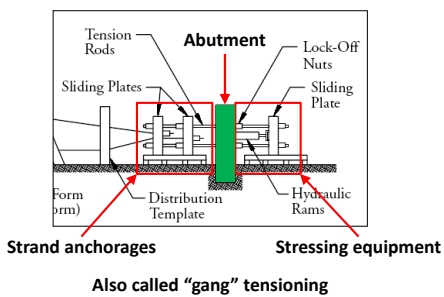 Abutment
Tension
Rods
Lock-Off
Nuts
Sliding Plates
Sliding
Plate
Form
orm)
Distribution
Template
Hydraulic
Rams
Strand anchorages
Stressing equipment
Also called “gang” tensioning